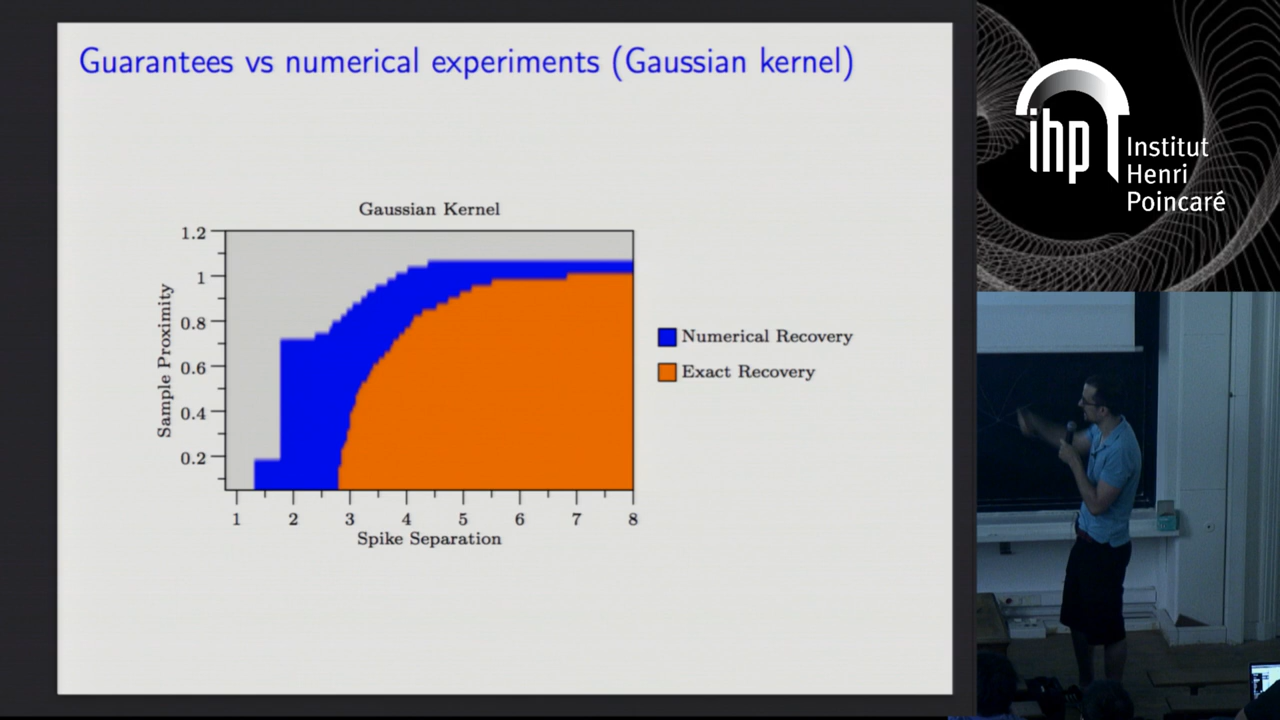 Guarantees vs numerical experiments (Gaussian kernel)
Gaussian Kernel
1.2
1
0.8
0.6
0.4
0.2
Sample Proximity
1 2 3 4 5 6 7 8
Spike Separation
Numerical Recovery
Exact Recovery
ihp
Institut
Henri
Poincaré